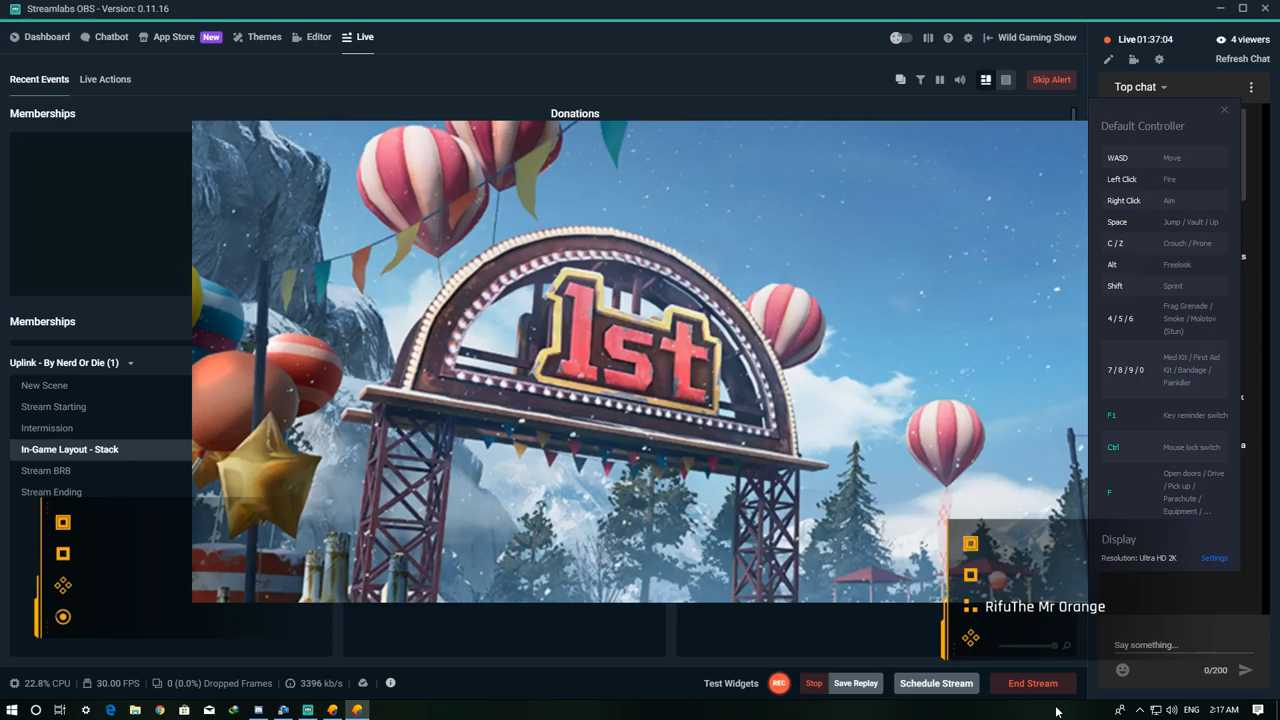 Streamlabs OBS - Version: 0.11.16
Dashboard
Chatbot
App Store New
Themes
Editor
Live
Wild Gaming Show
Live 01:37:04
4 viewers
Refresh Chat
Recent Events
Live Actions
Skip Alert
Top chat
Memberships
Donations
Memberships
Uplink - By Nerd Or Die (1)
New Scene
Stream Starting
Intermission
In-Game Layout - Stack
Stream BRB
Stream Ending
1st
Default Controller
WASD Move
Left Click Fire
Right Click Aim
Space Jump / Vault / Up
C / Z Crouch / Prone
Alt Freelook
Shift Sprint
4 / 5 / 6 Frag Grenade /
Smoke / Molotov
(Stun)
7 / 8 / 9 / 0 Med Kit / First Aid
Kit / Bandage /
Painkiller
F1 Key reminder switch
Ctrl Mouse lock switch
F Open doors / Drive
/ Pick up /
Parachute /
Equipment / ...
Display
Resolution: Ultra HD 2K Settings
RifuThe Mr Orange
Say something...
0/200
22.8% CPU
30.00 FPS
0 (0.0%) Dropped Frames
3396 kb/s
Test Widgets
REC
Stop
Save Replay
Schedule Stream
End Stream
ENG
2:17 AM